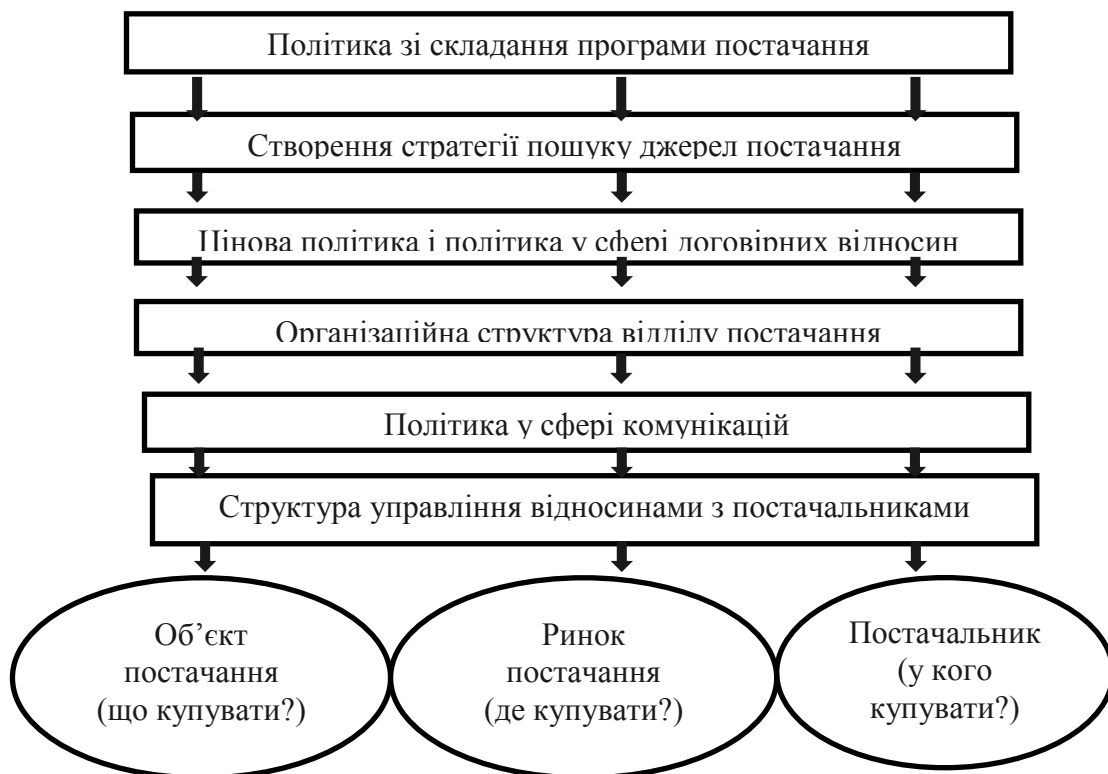 Політика зі складання програми постачання
Створення стратегії пошуку джерел постачання
Цінова політика і політика у сфері договірних відносин
Організаційна структура відділу постачання
Політика у сфері комунікацій
Структура управління відносинами з постачальниками
Об’єкт
постачання
(що купувати?)
Ринок
постачання
(де купувати?)
Постачальник
(у кого
купувати?)